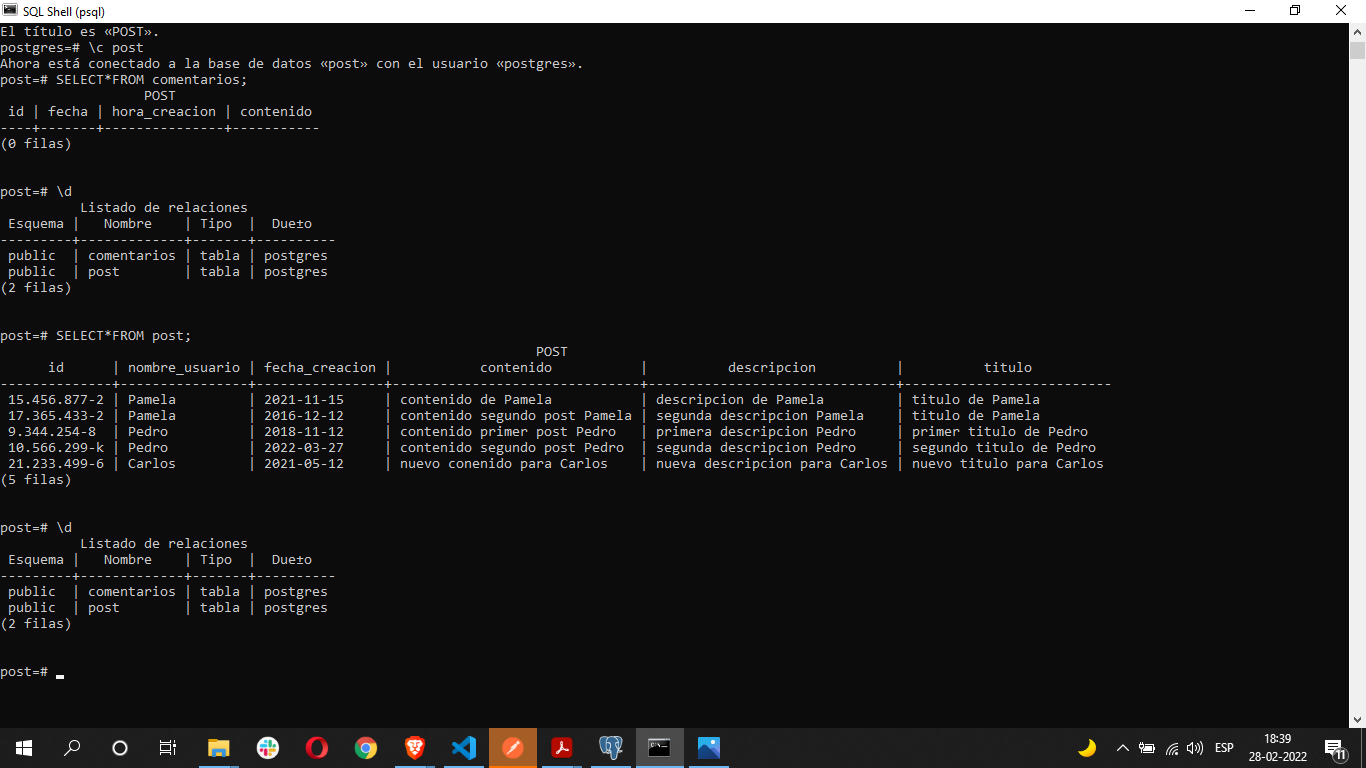 SQL Shell (psql)
El título es «POST».
postgres=# \c post
Ahora está conectado a la base de datos «post» con el usuario «postgres».
post=# SELECT*FROM comentarios;
                  POST
 id | fecha | hora_creacion | contenido
----+-------+---------------+-----------
(0 filas)
post=# \d
          Listado de relaciones
 Esquema |   Nombre    | Tipo  |  Due±o
---------+-------------+-------+----------
 public  | comentarios | tabla | postgres
 public  | post        | tabla | postgres
(2 filas)
post=# SELECT*FROM post;
                                                                   POST
      id      | nombre_usuario | fecha_creacion |           contenido           |          descripcion          |          titulo
--------------+----------------+----------------+-------------------------------+-------------------------------+--------------------------
 15.456.877-2 | Pamela         | 2021-11-15     | contenido de Pamela           | descripcion de Pamela         | titulo de Pamela
 17.365.433-2 | Pamela         | 2016-12-12     | contenido segundo post Pamela | segunda descripcion Pamela    | titulo de Pamela
 9.344.254-8  | Pedro          | 2018-11-12     | contenido primer post Pedro   | primera descripcion Pedro     | primer titulo de Pedro
 10.566.299-k | Pedro          | 2022-03-27     | contenido segundo post Pedro  | segunda descripcion Pedro     | segundo titulo de Pedro
 21.233.499-6 | Carlos         | 2021-05-12     | nuevo conenido para Carlos    | nueva descripcion para Carlos | nuevo titulo para Carlos
(5 filas)
post=# \d
          Listado de relaciones
 Esquema |   Nombre    | Tipo  |  Due±o
---------+-------------+-------+----------
 public  | comentarios | tabla | postgres
 public  | post        | tabla | postgres
(2 filas)
post=#
ESP
18:39
28-02-2022
11